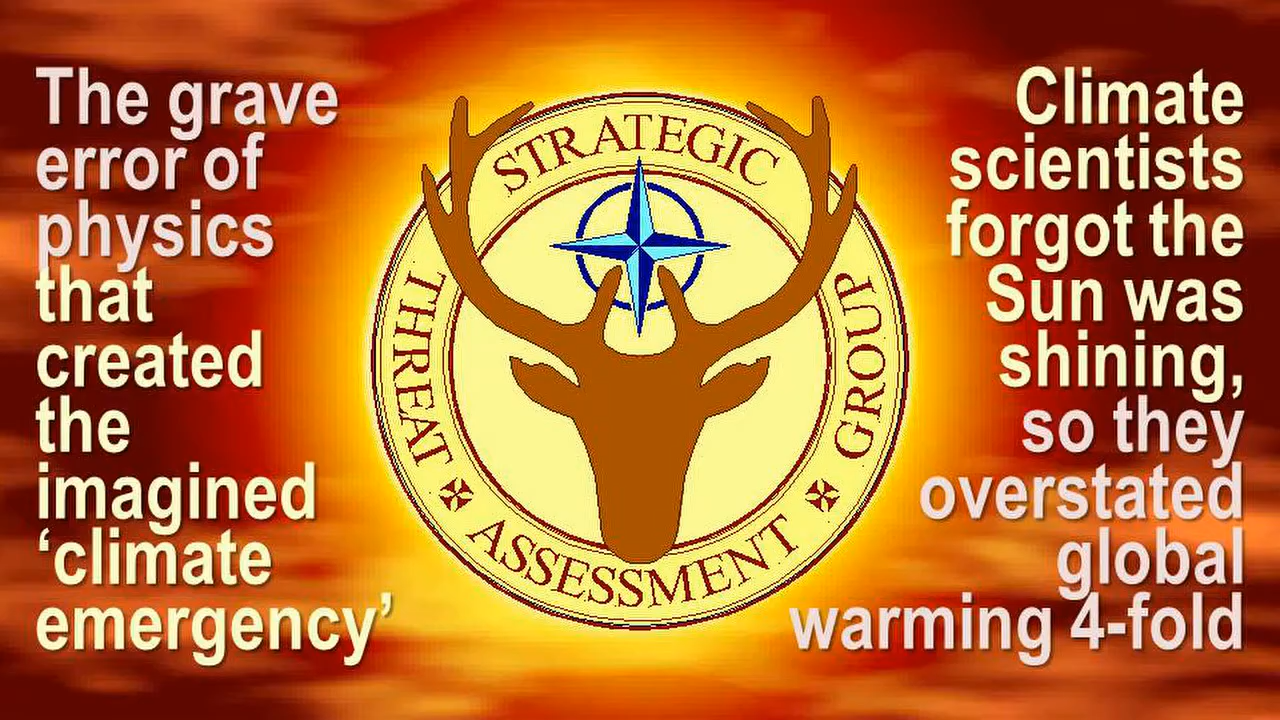 The grave
error of
physics
that
created
the
imagined
‘climate
emergency’
STRATEGIC
THREAT
ASSESSMENT
GROUP
Climate
scientists
forgot the
Sun was
shining,
so they
overstated
global
warming 4-fold